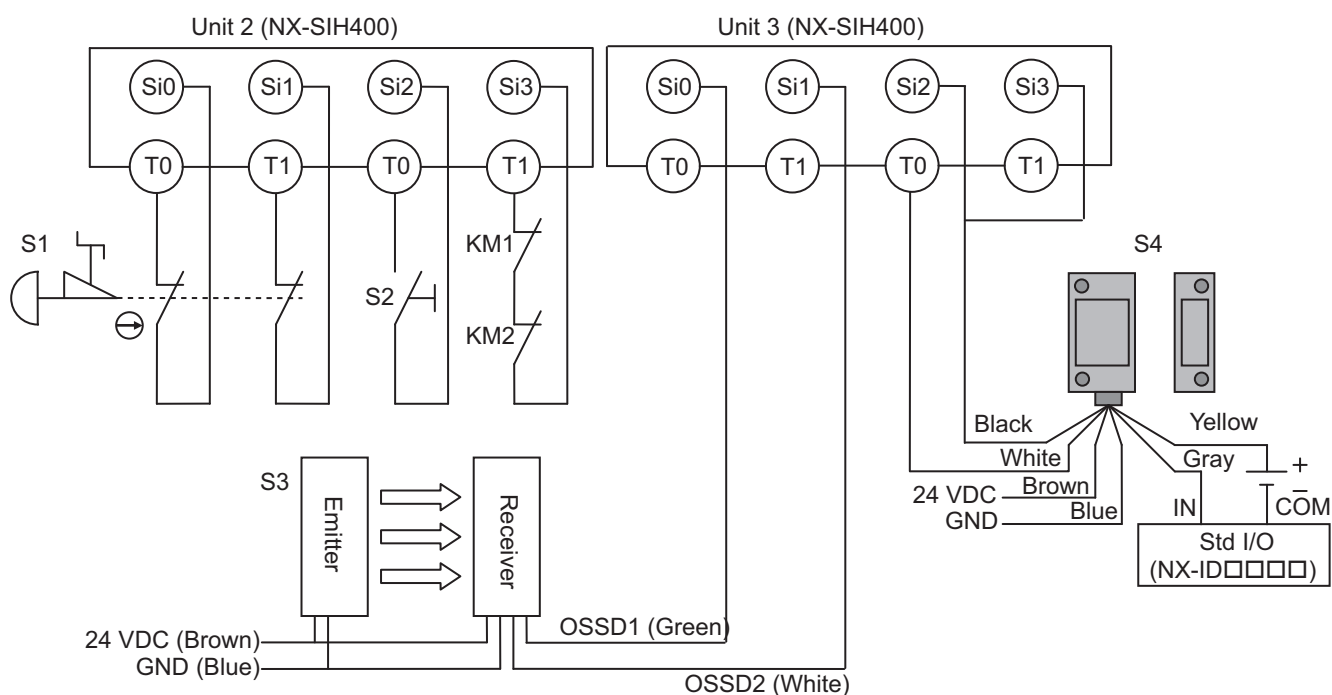 Unit 2 (NX-SIH400)
Unit 3 (NX-SIH400)
Si0
Si1
Si2
Si3
Si0
Si1
Si2
Si3
T0
T1
T0
T1
T0
T1
T0
T1
S1
S2
KM1
KM2
S4
Black
White
24 VDC
Brown
GND
Blue
Yellow
Gray
+
–
IN
COM
Std I/O
(NX-ID□□□□)
S3
Emitter
Receiver
24 VDC (Brown)
GND (Blue)
OSSD1 (Green)
OSSD2 (White)